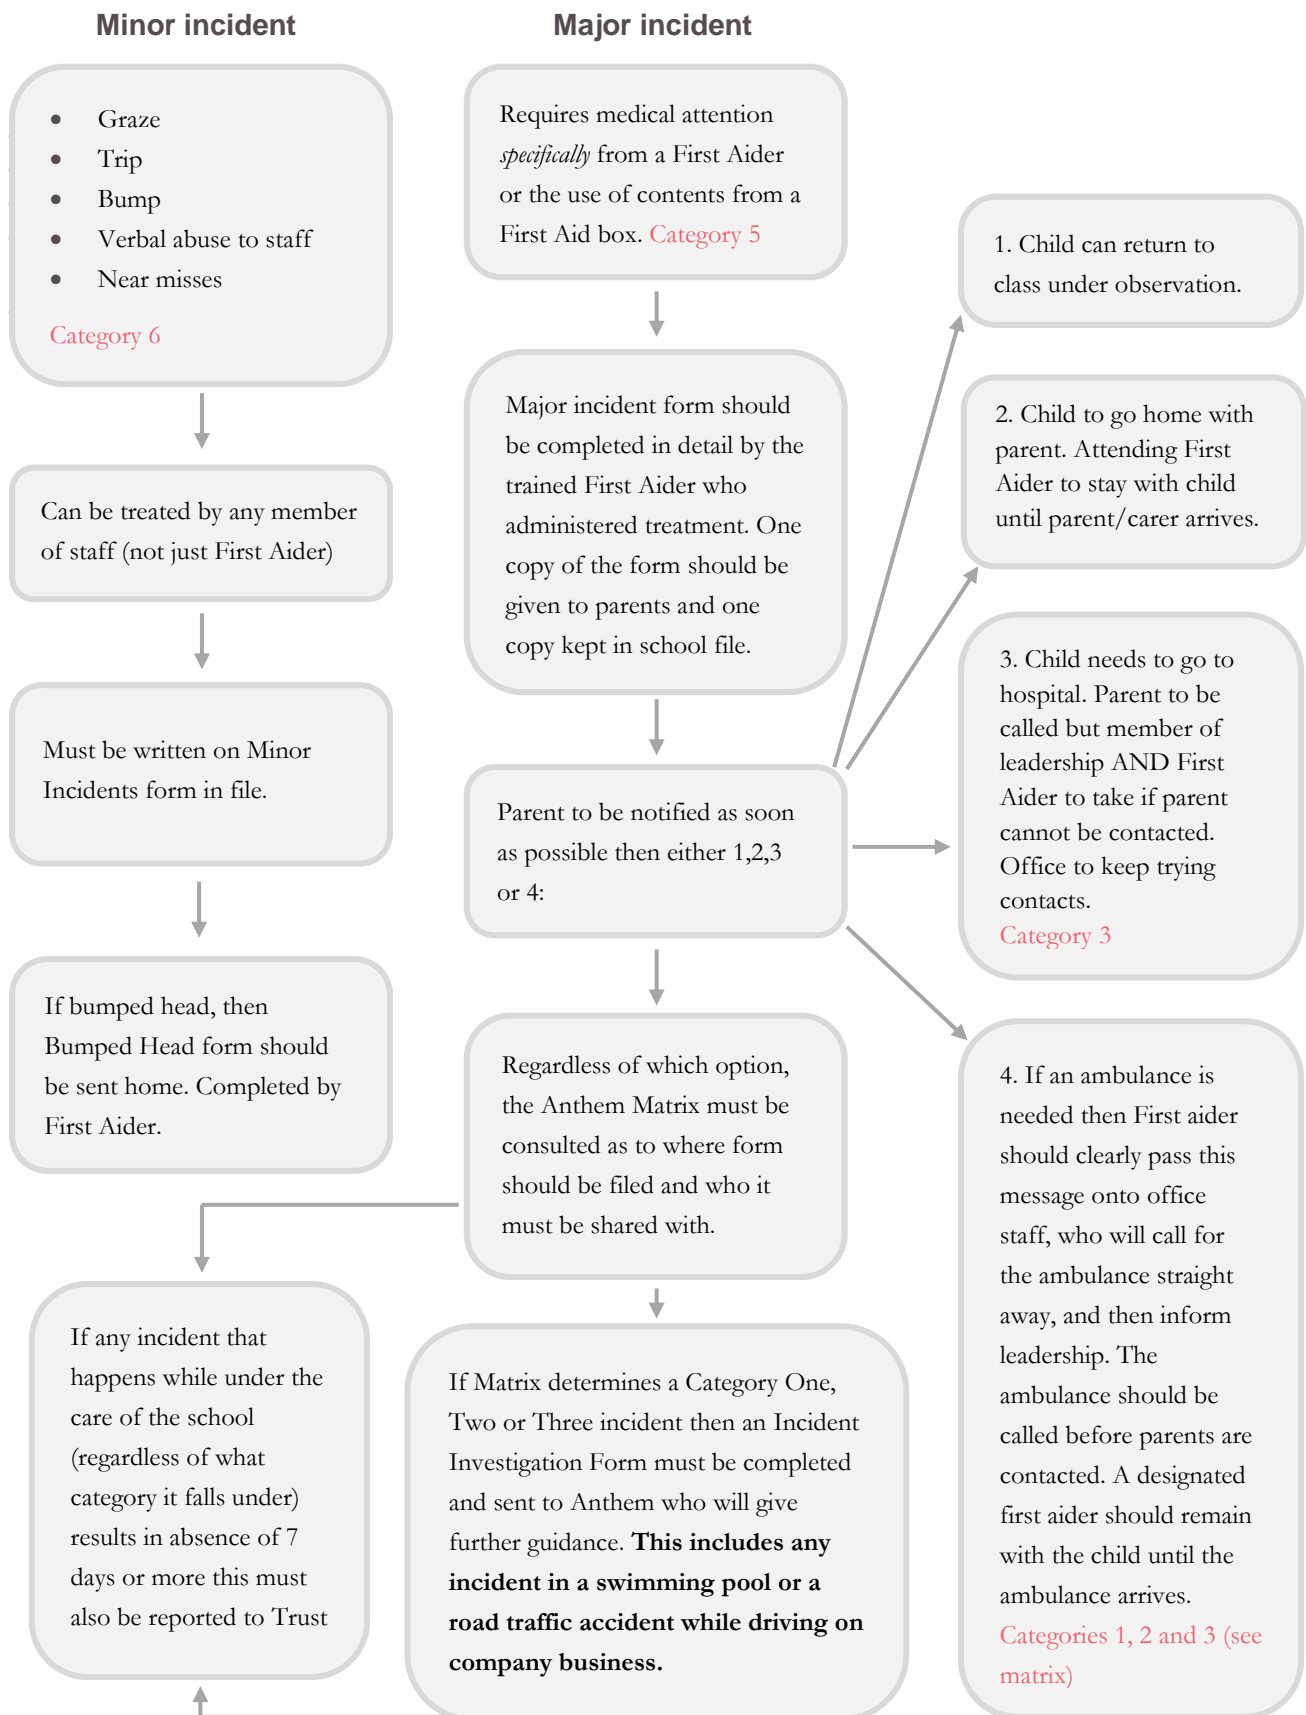 Minor incident
• Graze
• Trip
• Bump
• Verbal abuse to staff
• Near misses
Category 6
Can be treated by any member
of staff (not just First Aider)
Must be written on Minor
Incidents form in file.
If bumped head, then
Bumped Head form should
be sent home. Completed by
First Aider.
If any incident that
happens while under the
care of the school
(regardless of what
category it falls under)
results in absence of 7
days or more this must
also be reported to Trust
Major incident
Requires medical attention
specifically from a First Aider
or the use of contents from a
First Aid box. Category 5
Major incident form should
be completed in detail by the
trained First Aider who
administered treatment. One
copy of the form should be
given to parents and one
copy kept in school file.
Parent to be notified as soon
as possible then either 1,2,3
or 4:
Regardless of which option,
the Anthem Matrix must be
consulted as to where form
should be filed and who it
must be shared with.
If Matrix determines a Category One,
Two or Three incident then an Incident
Investigation Form must be completed
and sent to Anthem who will give
further guidance. This includes any
incident in a swimming pool or a
road traffic accident while driving on
company business.
1. Child can return to
class under observation.
2. Child to go home with
parent. Attending First
Aider to stay with child
until parent/carer arrives.
3. Child needs to go to
hospital. Parent to be
called but member of
leadership AND First
Aider to take if parent
cannot be contacted.
Office to keep trying
contacts.
Category 3
4. If an ambulance is
needed then First aider
should clearly pass this
message onto office
staff, who will call for
the ambulance straight
away, and then inform
leadership. The
ambulance should be
called before parents are
contacted. A designated
first aider should remain
with the child until the
ambulance arrives.
Categories 1, 2 and 3 (see
matrix)